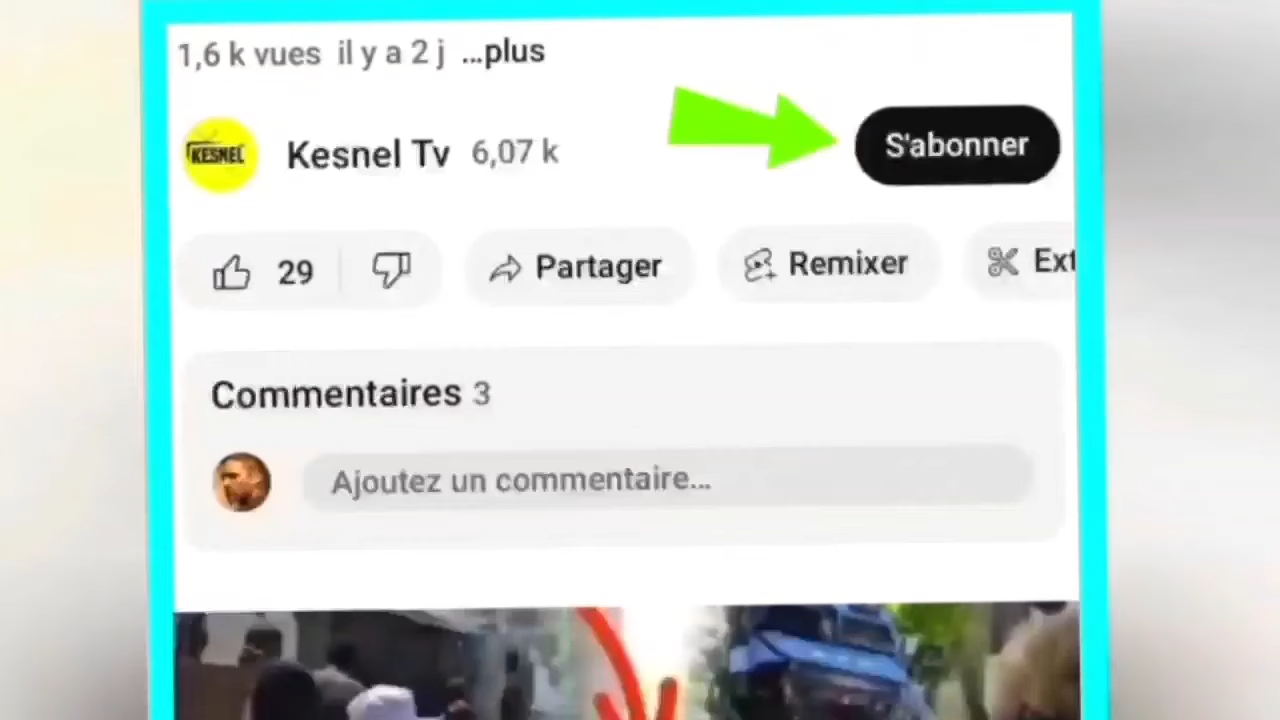 1,6 k vues il y a 2 j ...plus
KESNEL
Kesnel Tv 6,07 k
S'abonner
29
Partager
Remixer
Ext
Commentaires 3
Ajoutez un commentaire...